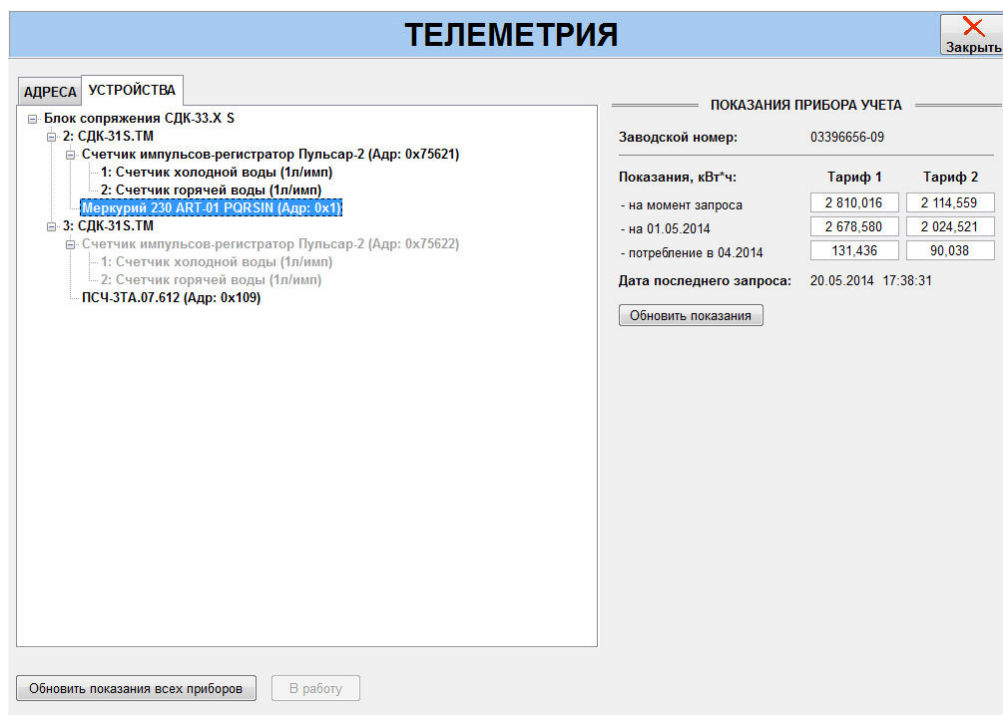 ТЕЛЕМЕТРИЯ
Закрыть
АДРЕСА УСТРОЙСТВА
Блок сопряжения СДК-33.X S
2: СДК-31S.TM
Счетчик импульсов-регистратор Пульсар-2 (Адр: 0x75621)
1: Счетчик холодной воды (1л/имп)
2: Счетчик горячей воды (1л/имп)
Меркурий 230 ART-01 PQRSIN (Адр: 0x1)
3: СДК-31S.TM
Счетчик импульсов-регистратор Пульсар-2 (Адр: 0x75622)
1: Счетчик холодной воды (1л/имп)
2: Счетчик горячей воды (1л/имп)
ПСЧ-3ТА.07.612 (Адр: 0x109)
ПОКАЗАНИЯ ПРИБОРА УЧЕТА
Заводской номер: 03396656-09
Показания, кВт*ч: Тариф 1 Тариф 2
- на момент запроса 2 810,016 2 114,559
- на 01.05.2014 2 678,580 2 024,521
- потребление в 04.2014 131,436 90,038
Дата последнего запроса: 20.05.2014 17:38:31
Обновить показания
Обновить показания всех приборов В работу